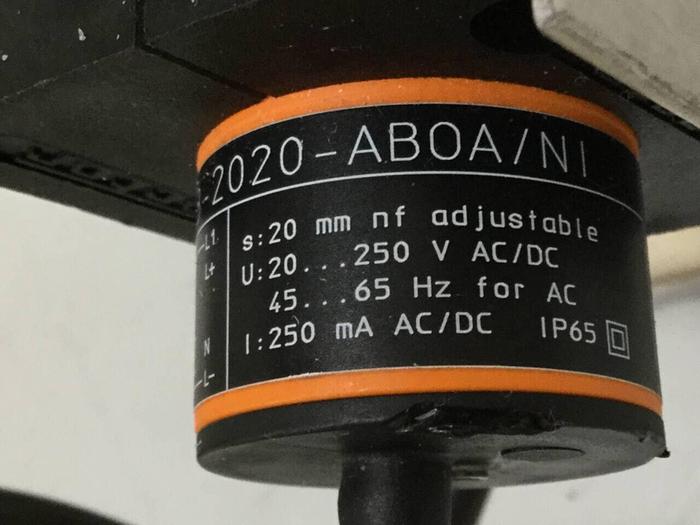 -2020-ABOA/NI
L1
s:20 mm nf adjustable
L+
U:20...250 V AC/DC
45...65 Hz for AC
N
I:250 mA AC/DC IP65
L-